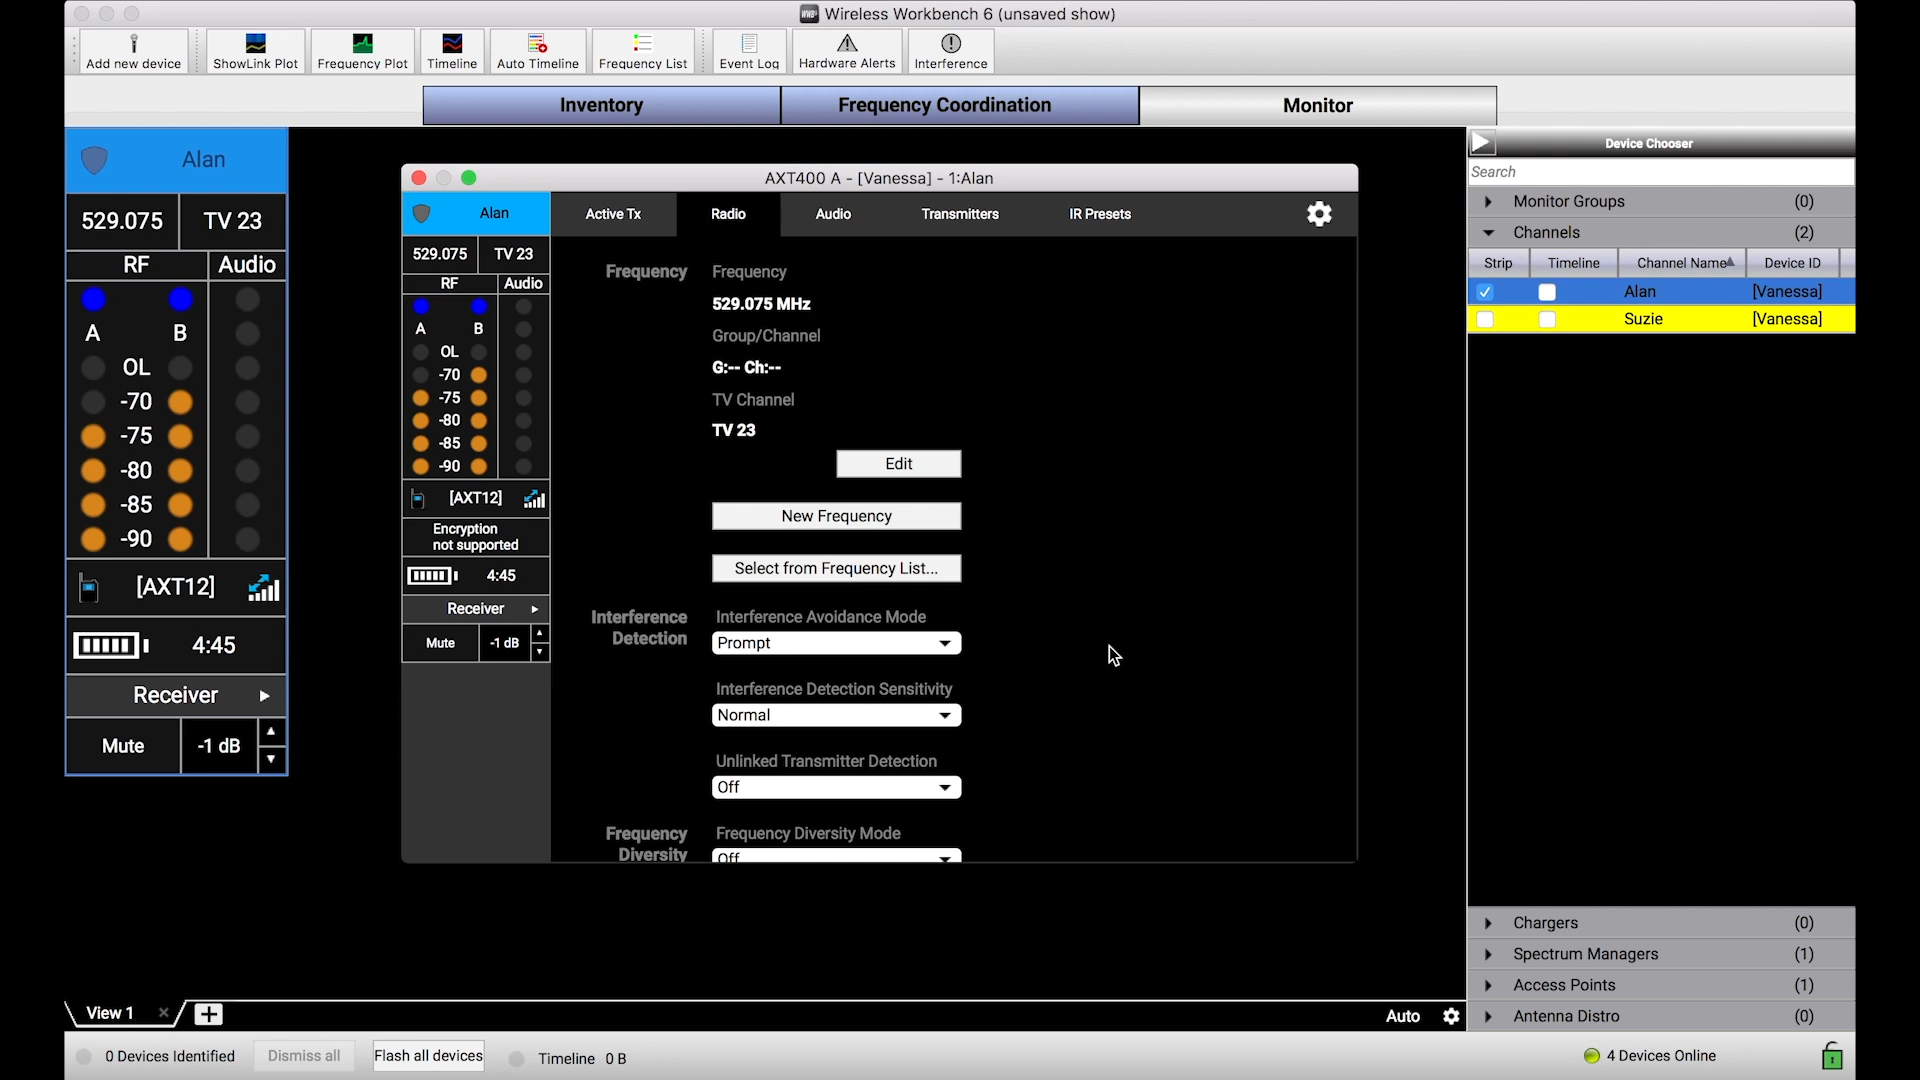 WWB6 Wireless Workbench 6 (unsaved show)
Add new device
ShowLink Plot
Frequency Plot
Timeline
Auto Timeline
Frequency List
Event Log
Hardware Alerts
Interference
Inventory
Frequency Coordination
Monitor
Alan
529.075
TV 23
RF
Audio
A
B
OL
-70
-75
-80
-85
-90
[AXT12]
4:45
Receiver
Mute
-1 dB
AXT400 A - [Vanessa] - 1:Alan
Alan
Active Tx
Radio
Audio
Transmitters
IR Presets
529.075
TV 23
RF
Audio
A
B
OL
-70
-75
-80
-85
-90
[AXT12]
Encryption
not supported
4:45
Receiver
Mute
-1 dB
Frequency
Frequency
529.075 MHz
Group/Channel
G:-- Ch:--
TV Channel
TV 23
Edit
New Frequency
Select from Frequency List...
Interference
Detection
Interference Avoidance Mode
Prompt
Interference Detection Sensitivity
Normal
Unlinked Transmitter Detection
Off
Frequency
Diversity
Frequency Diversity Mode
Off
Device Chooser
Search
Monitor Groups (0)
Channels (2)
Strip Timeline Channel Name Device ID
Alan [Vanessa]
Suzie [Vanessa]
Chargers (0)
Spectrum Managers (1)
Access Points (1)
Antenna Distro (0)
View 1
Auto
0 Devices Identified
Dismiss all
Flash all devices
Timeline 0 B
4 Devices Online